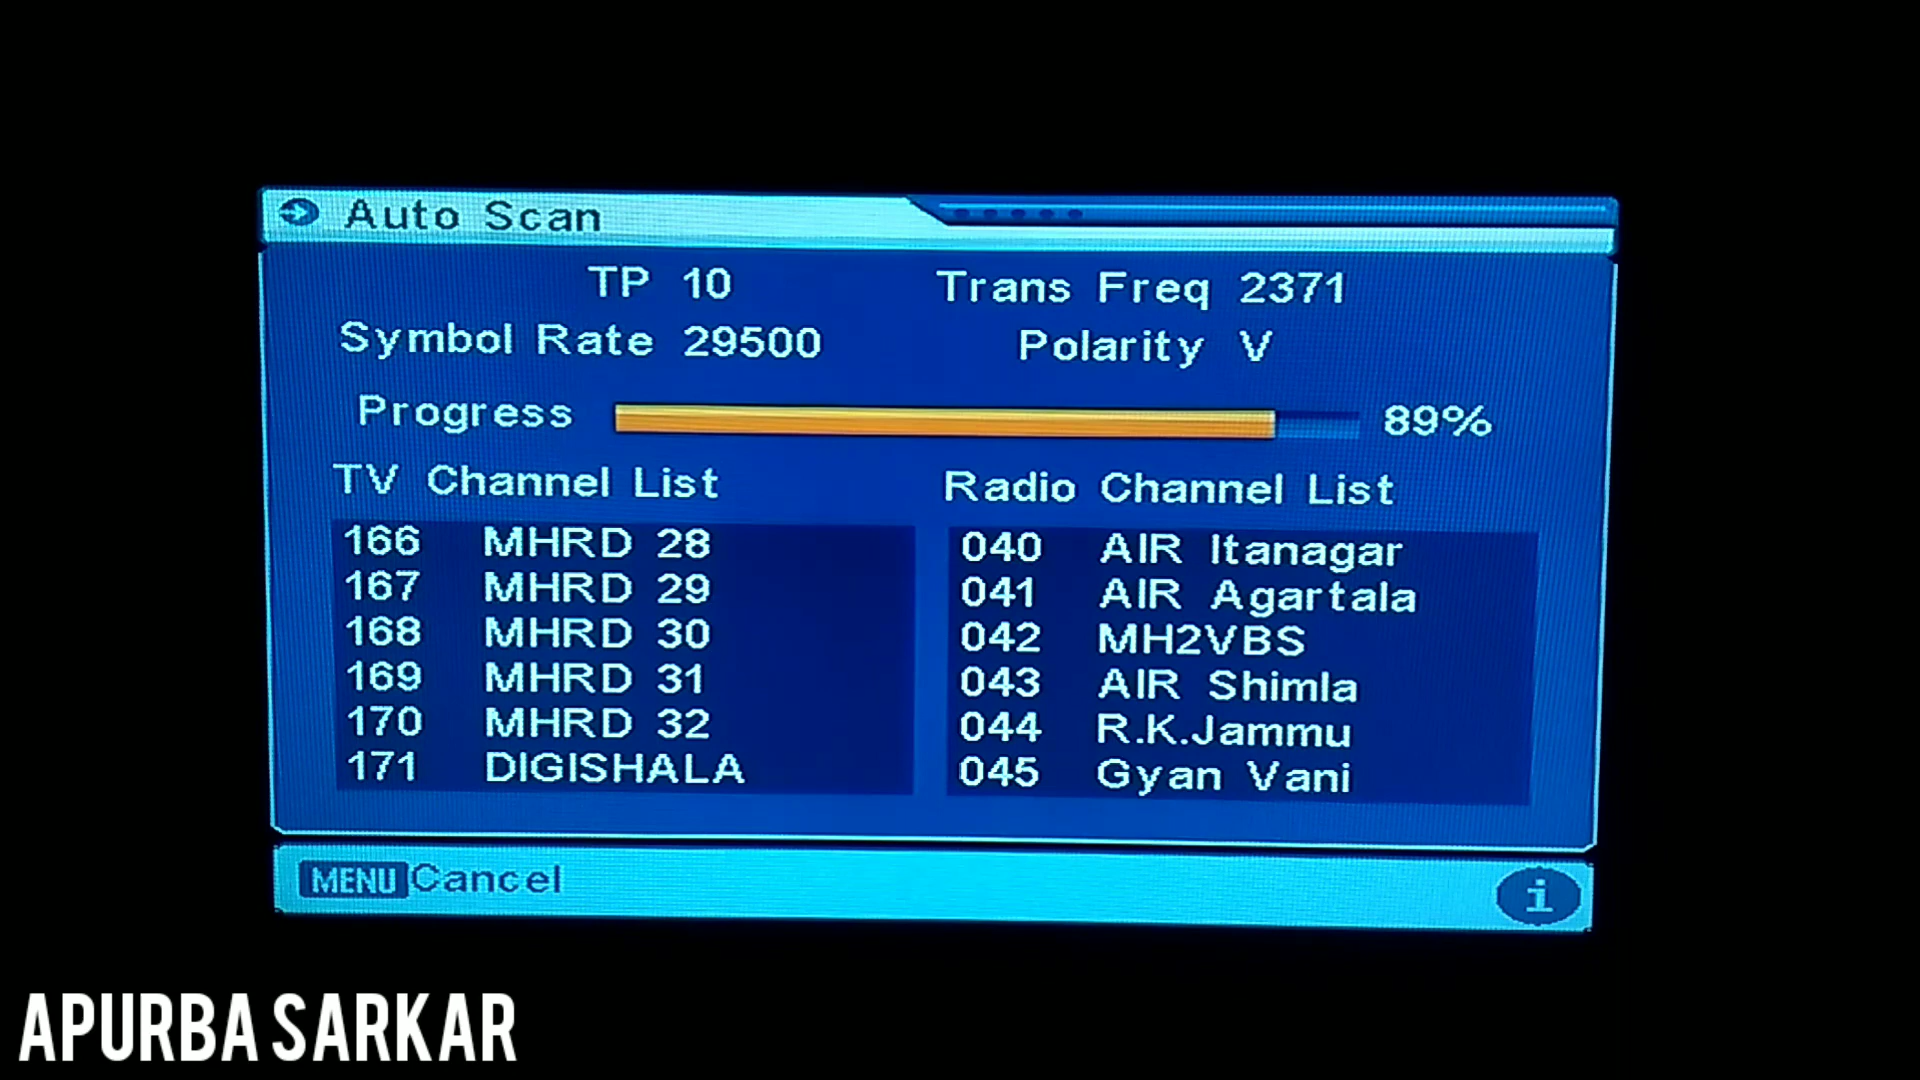 Auto Scan
TP 10 Trans Freq 2371
Symbol Rate 29500 Polarity V
Progress 89%
TV Channel List
166 MHRD 28
167 MHRD 29
168 MHRD 30
169 MHRD 31
170 MHRD 32
171 DIGISHALA
Radio Channel List
040 AIR Itanagar
041 AIR Agartala
042 MH2VBS
043 AIR Shimla
044 R.K.Jammu
045 Gyan Vani
MENU Cancel
i
APURBA SARKAR